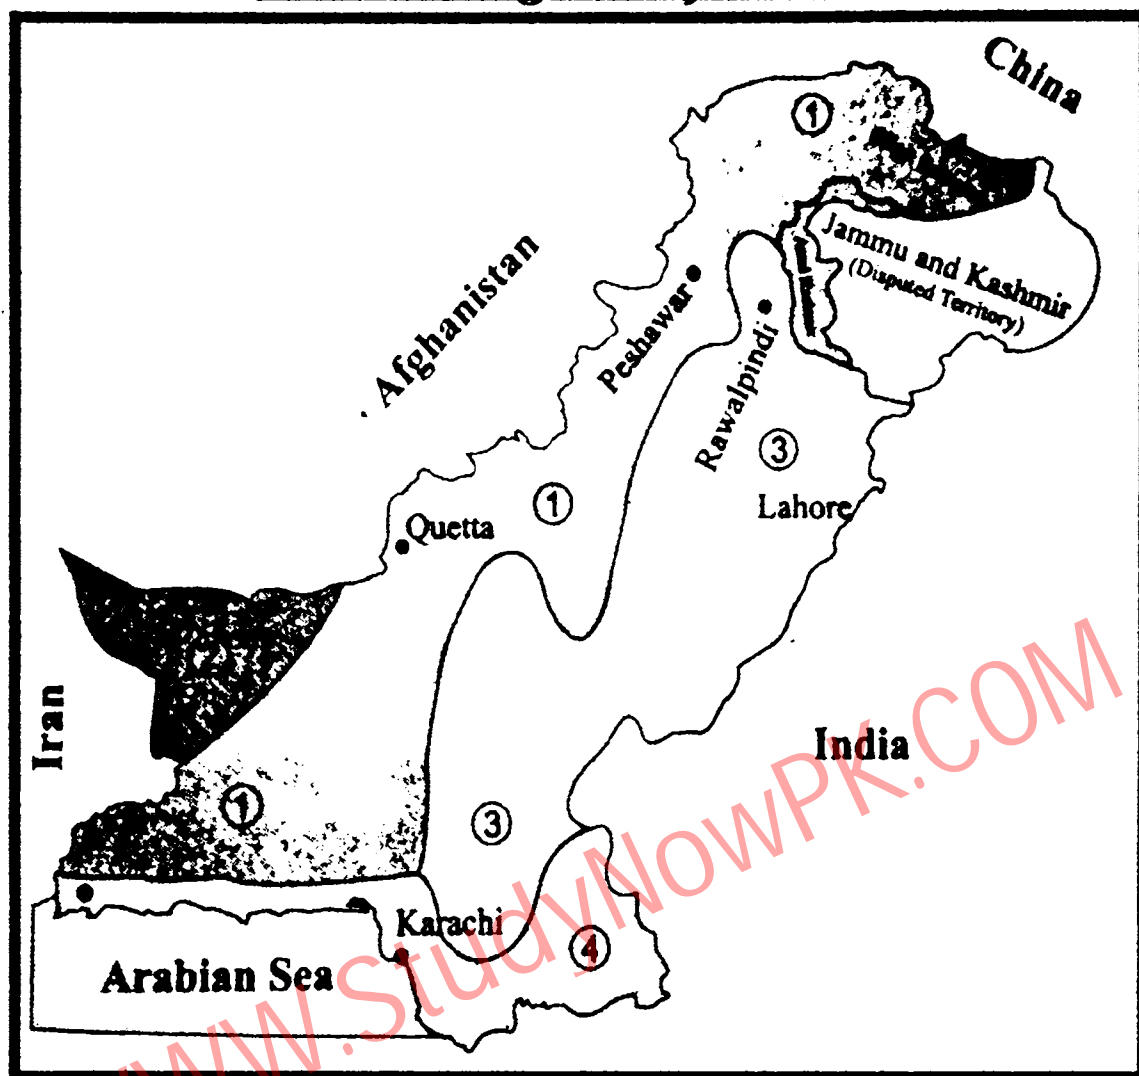 China
①
Jammu and Kashmir
(Disputed Territory)
Afghanistan
Peshawar
Rawalpindi
③
Lahore
①
Quetta
Iran
India
①
③
Karachi
④
Arabian Sea
WWW.StudyNowPK.COM